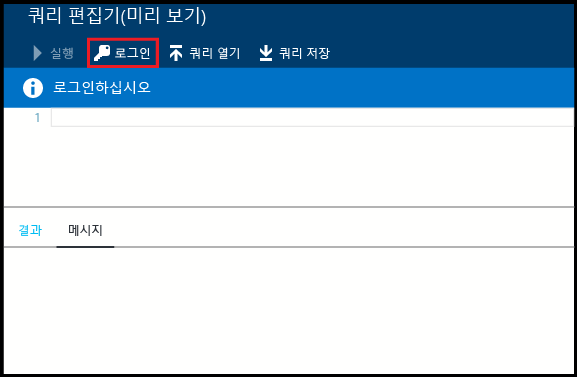 쿼리 편집기(미리 보기)
실행 로그인 쿼리 열기 쿼리 저장
로그인하십시오
1
결과 메시지